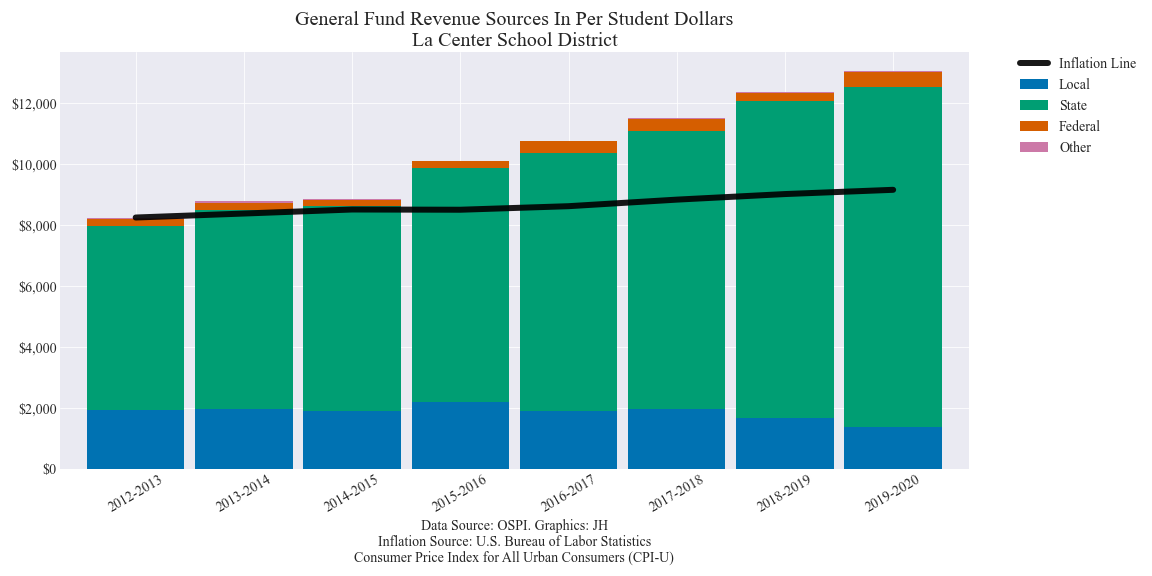 General Fund Revenue Sources In Per Student Dollars
La Center School District
Inflation Line
Local
State
Federal
Other
$12,000
$10,000
$8,000
$6,000
$4,000
$2,000
$0
2012-2013
2013-2014
2014-2015
2015-2016
2016-2017
2017-2018
2018-2019
2019-2020
Data Source: OSPI. Graphics: JH
Inflation Source: U.S. Bureau of Labor Statistics
Consumer Price Index for All Urban Consumers (CPI-U)